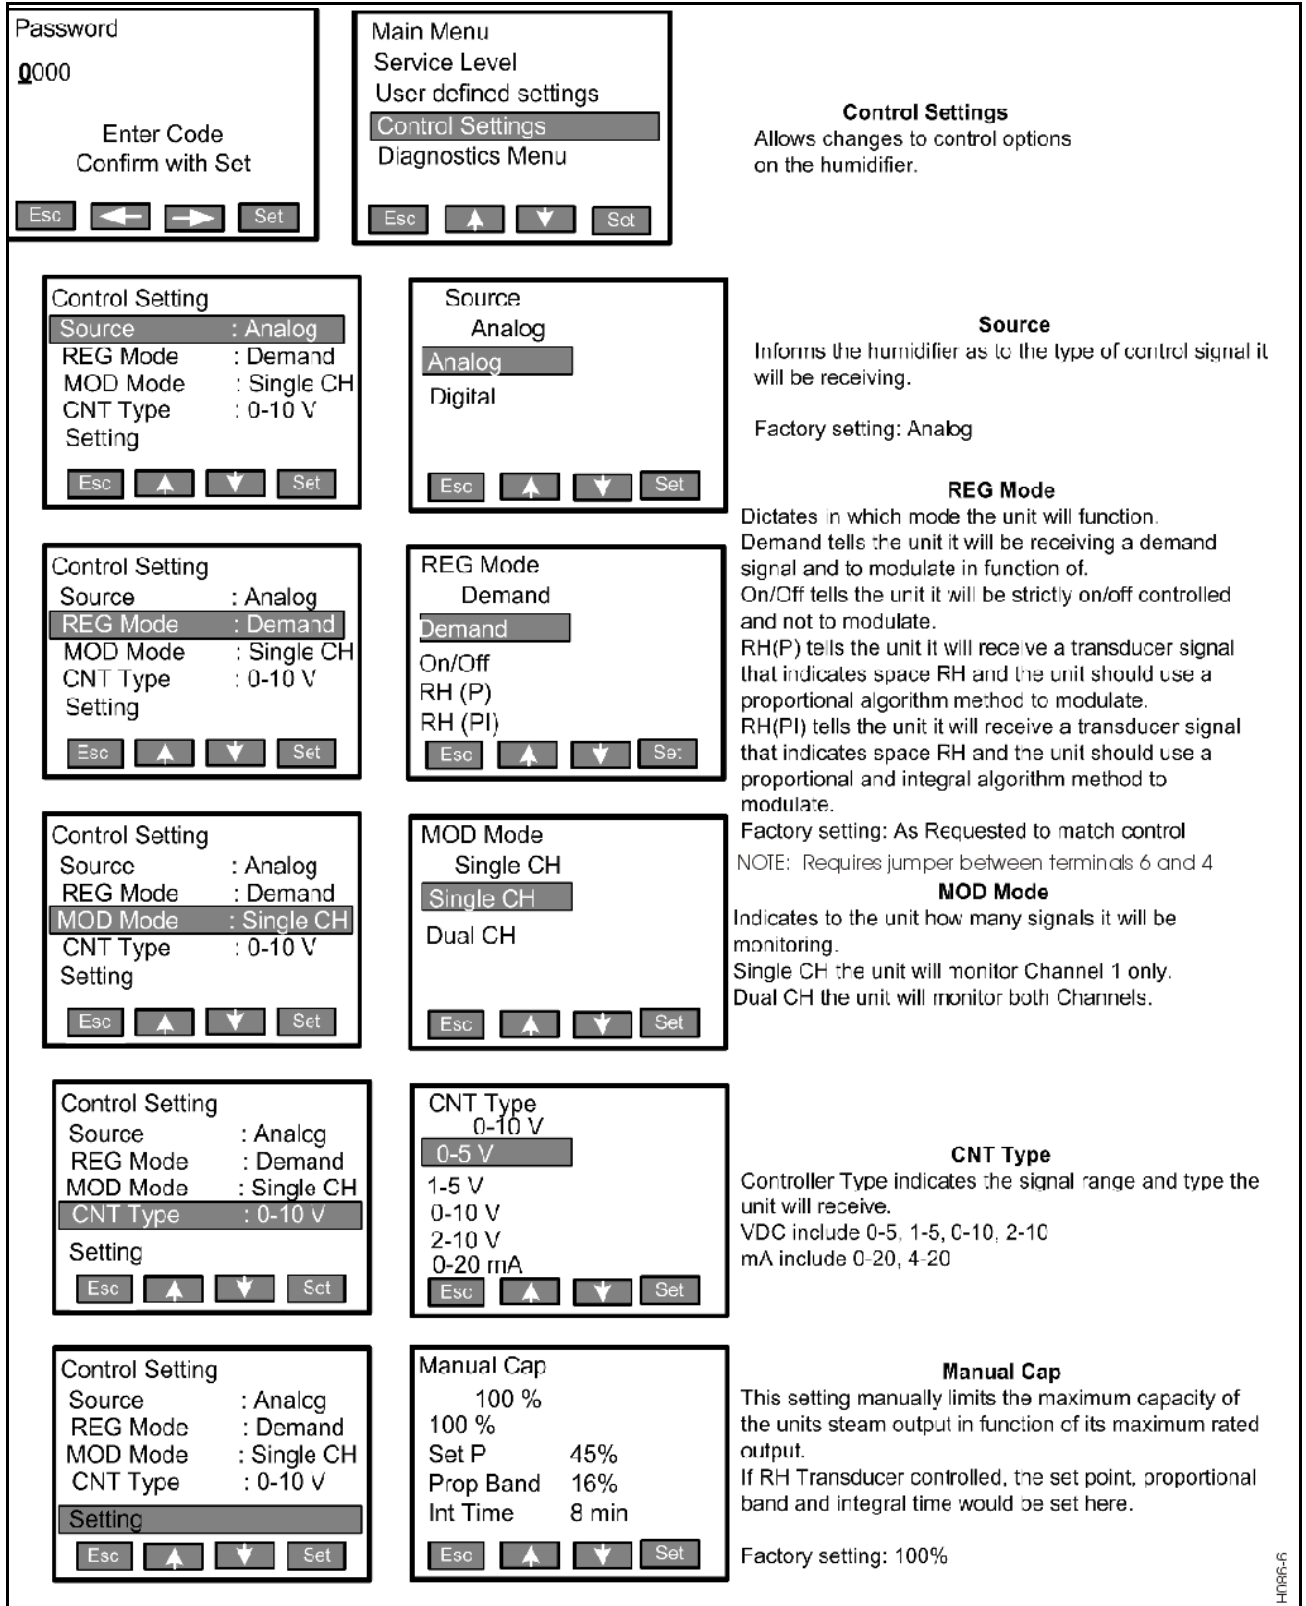 Password
0000
Enter Code
Confirm with Set
Esc
Set
Main Menu
Service Level
User defined settings
Control Settings
Diagnostics Menu
Esc
Set
Control Settings
Allows changes to control options
on the humidifier.
Control Setting
Source : Analog
REG Mode : Demand
MOD Mode : Single CH
CNT Type : 0-10 V
Setting
Esc
Set
Source
Analog
Analog
Digital
Esc
Set
Source
Informs the humidifier as to the type of control signal it
will be receiving.
Factory setting: Analog
Control Setting
Source : Analog
REG Mode : Demand
MOD Mode : Single CH
CNT Type : 0-10 V
Setting
Esc
Set
REG Mode
Demand
Demand
On/Off
RH (P)
RH (PI)
Esc
Set
REG Mode
Dictates in which mode the unit will function.
Demand tells the unit it will be receiving a demand
signal and to modulate in function of.
On/Off tells the unit it will be strictly on/off controlled
and not to modulate.
RH(P) tells the unit it will receive a transducer signal
that indicates space RH and the unit should use a
proportional algorithm method to modulate.
RH(PI) tells the unit it will receive a transducer signal
that indicates space RH and the unit should use a
proportional and integral algorithm method to
modulate.
Factory setting: As Requested to match control
NOTE: Requires jumper between terminals 6 and 4
Control Setting
Source : Analog
REG Mode : Demand
MOD Mode : Single CH
CNT Type : 0-10 V
Setting
Esc
Set
MOD Mode
Single CH
Single CH
Dual CH
Esc
Set
MOD Mode
Indicates to the unit how many signals it will be
monitoring.
Single CH the unit will monitor Channel 1 only.
Dual CH the unit will monitor both Channels.
Control Setting
Source : Analog
REG Mode : Demand
MOD Mode : Single CH
CNT Type : 0-10 V
Setting
Esc
Set
CNT Type
0-10 V
0-5 V
1-5 V
0-10 V
2-10 V
0-20 mA
Esc
Set
CNT Type
Controller Type indicates the signal range and type the
unit will receive.
VDC include 0-5, 1-5, 0-10, 2-10
mA include 0-20, 4-20
Control Setting
Source : Analog
REG Mode : Demand
MOD Mode : Single CH
CNT Type : 0-10 V
Setting
Esc
Set
Manual Cap
100 %
100 %
Set P 45%
Prop Band 16%
Int Time 8 min
Esc
Set
Manual Cap
This setting manually limits the maximum capacity of
the units steam output in function of its maximum rated
output.
If RH Transducer controlled, the set point, proportional
band and integral time would be set here.
Factory setting: 100%
H086-6